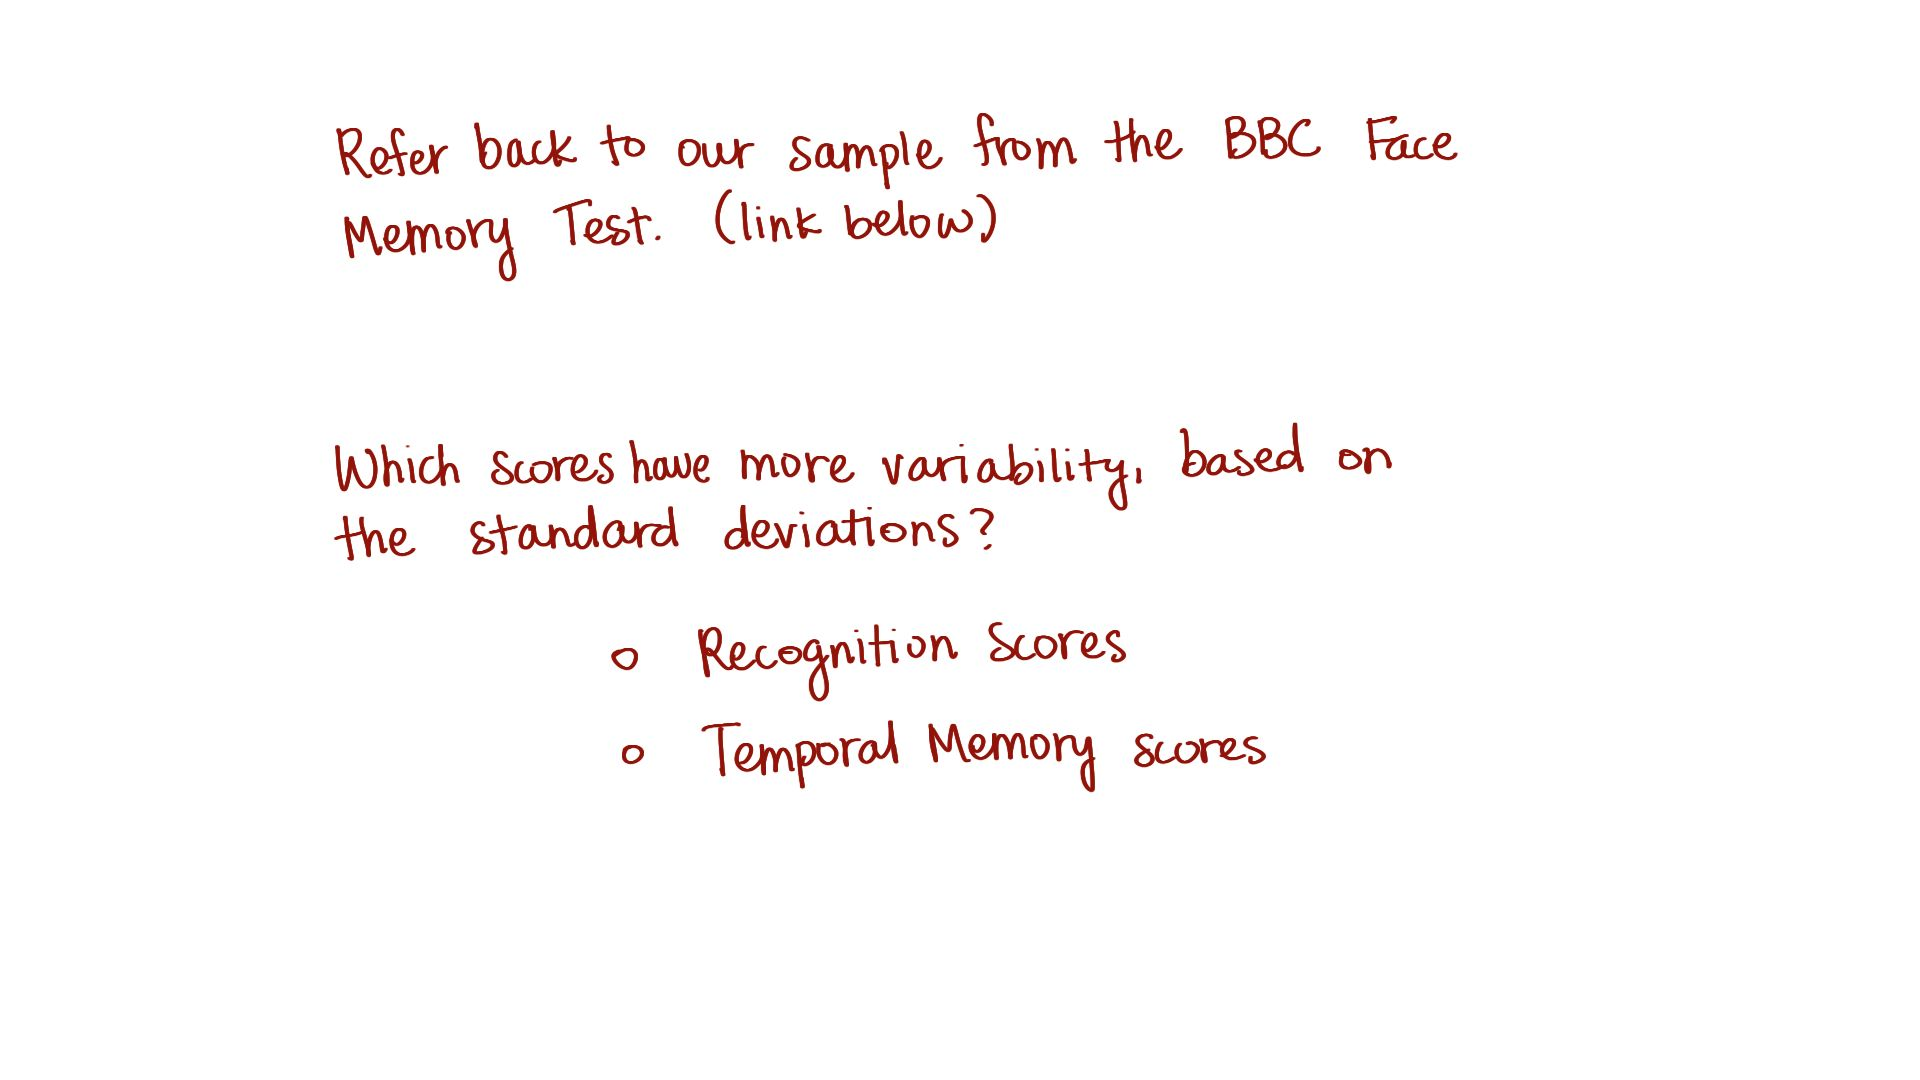 Refer back to our sample from the BBC Face
Memory Test. (link below)
Which scores have more variability, based on
the standard deviations?
o Recognition Scores
o Temporal Memory scores